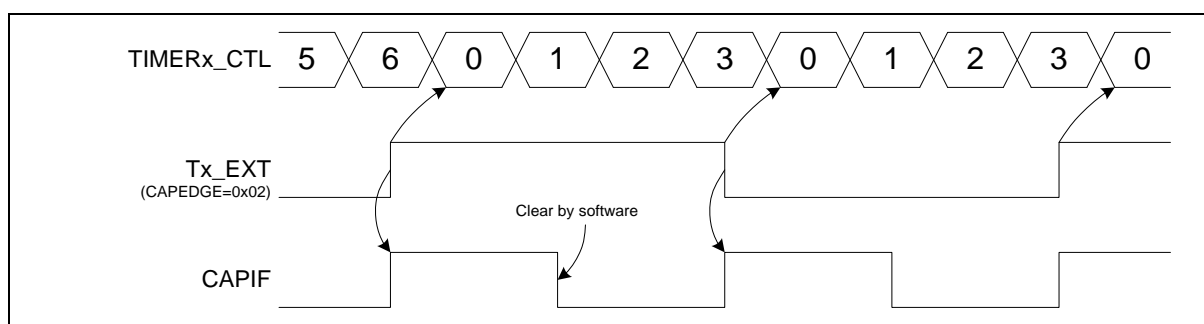 TIMERx_CTL 5 6 0 1 2 3 0 1 2 3 0
Tx_EXT
(CAPEDGE=0x02)
Clear by software
CAPIF